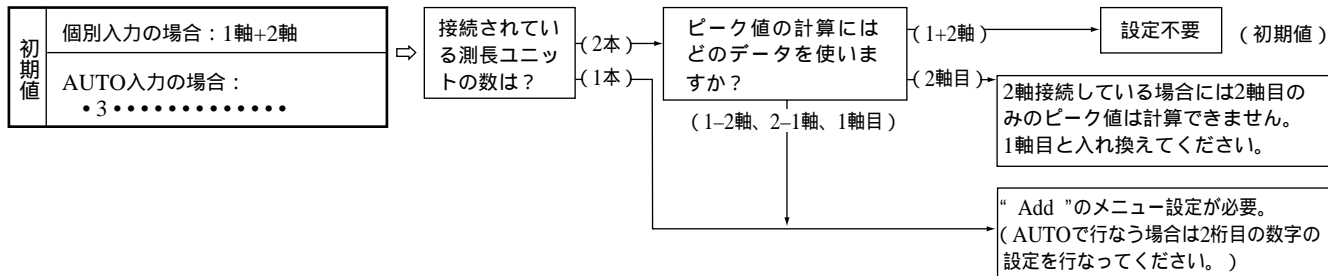 初期値
個別入力の場合：1軸+2軸
AUTO入力の場合：
•3•••••••••••••
⇨
接続されてい
る測長ユニッ
トの数は？
(2本)
(1本)
ピーク値の計算には
どのデータを使いま
すか？
(1+2軸)
(2軸目)
(1–2軸、2–1軸、1軸目)
設定不要
(初期値)
2軸接続している場合には2軸目の
みのピーク値は計算できません。
1軸目と入れ換えてください。
“ Add ”のメニュー設定が必要。
(AUTOで行なう場合は2桁目の数字の
設定を行なってください。)